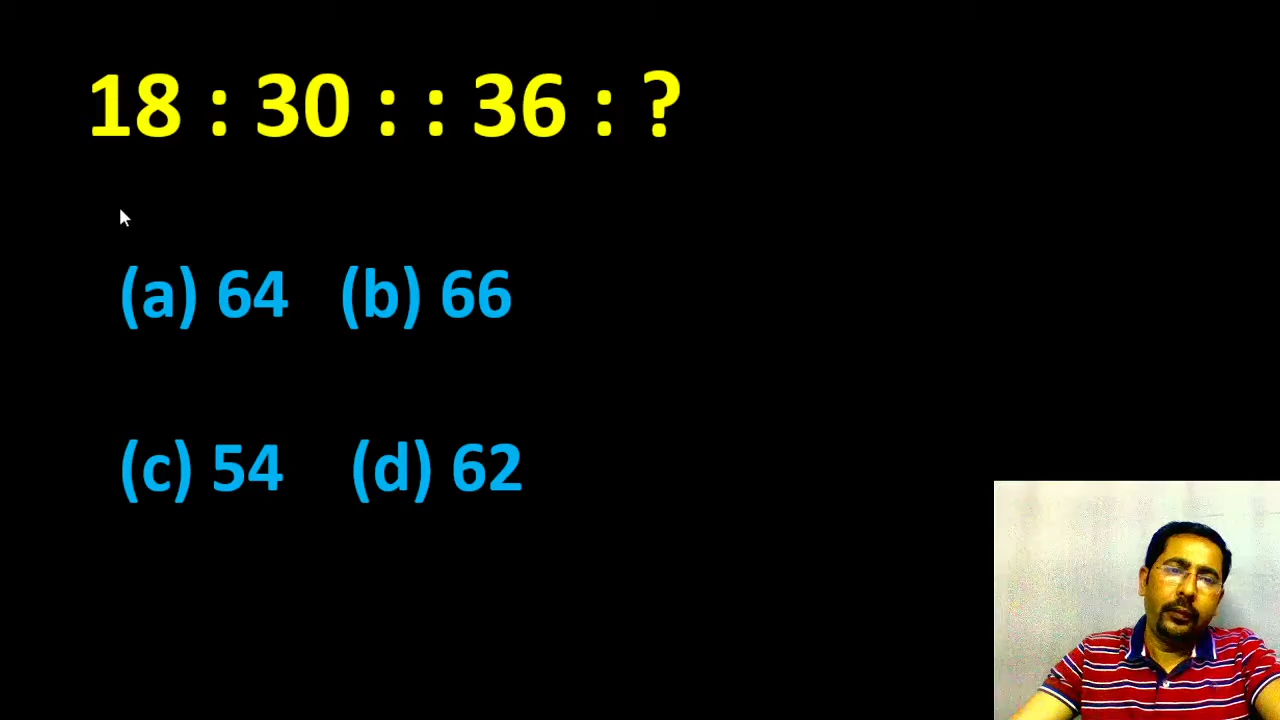 18 : 30 : : 36 : ?
(a) 64 (b) 66
(c) 54 (d) 62